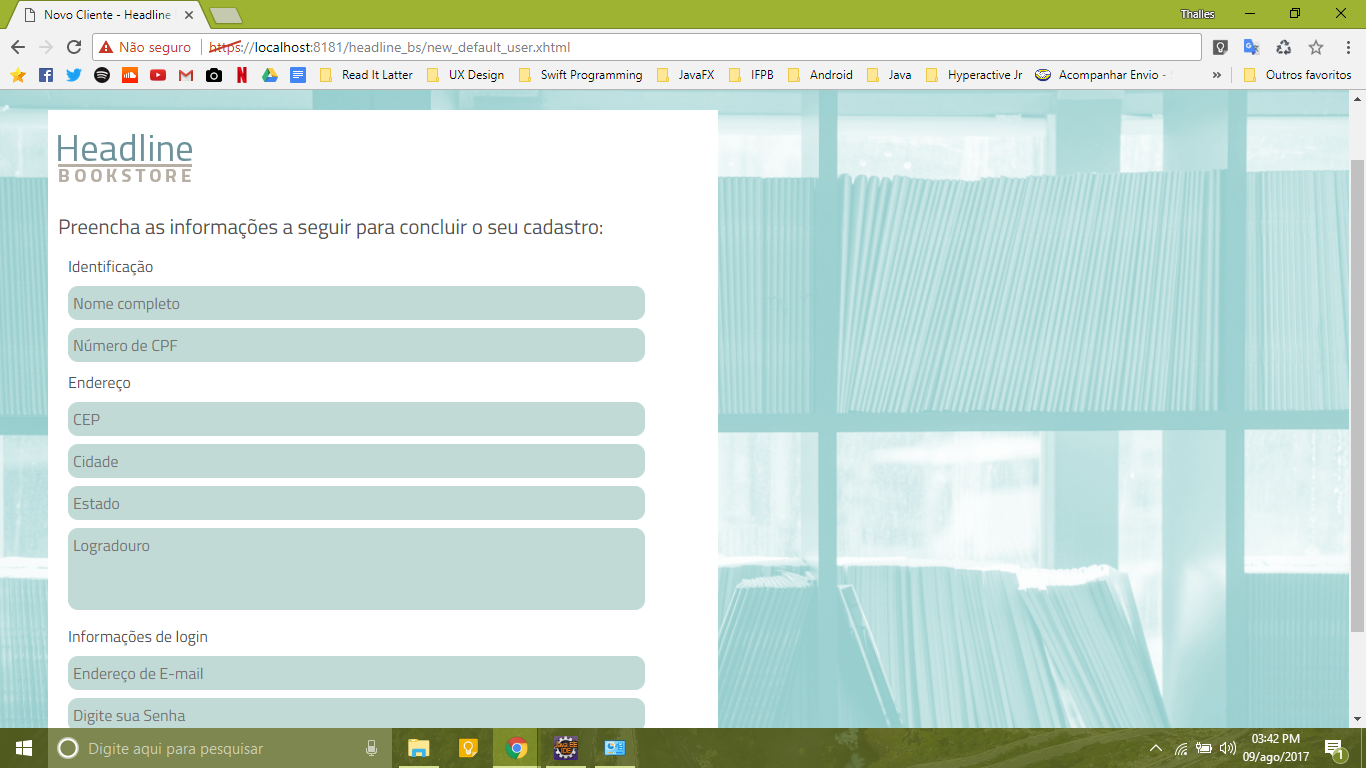 Novo Cliente - Headline
Thalles
Não seguro
https://localhost:8181/headline_bs/new_default_user.xhtml
Read It Latter
UX Design
Swift Programming
JavaFX
IFPB
Android
Java
Hyperactive Jr
Acompanhar Envio -
»
Outros favoritos
Headline
BOOKSTORE
Preencha as informações a seguir para concluir o seu cadastro:
Identificação
Nome completo
Número de CPF
Endereço
CEP
Cidade
Estado
Logradouro
Informações de login
Endereço de E-mail
Digite sua Senha
Digite aqui para pesquisar
03:42 PM
09/ago/2017
1